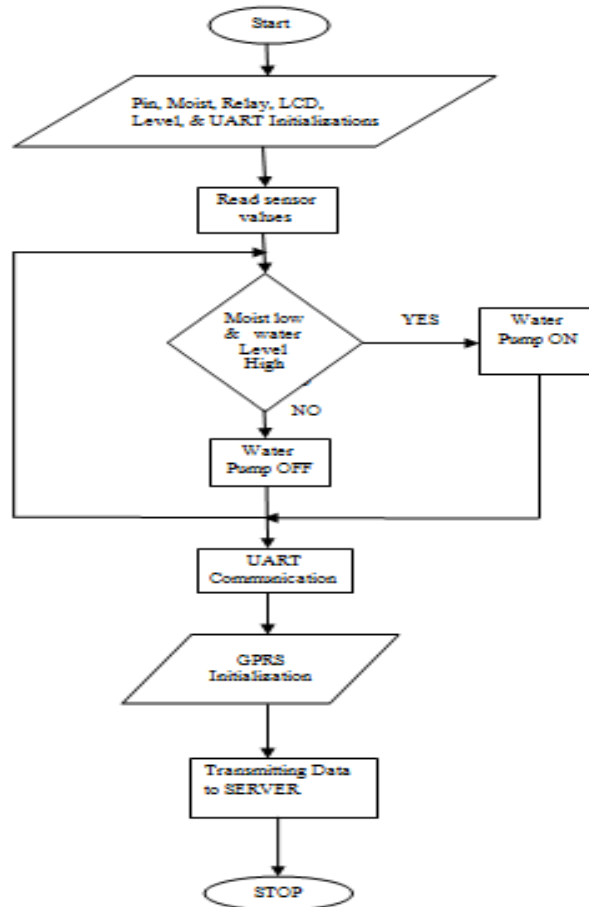 Start
Pin, Moist, Relay, LCD,
Level, & UART Initializations
Read sensor
values
Moist low
& water
Level
High
YES
Water
Pump ON
NO
Water
Pump OFF
UART
Communication
GPRS
Initialization
Transmitting Data
to SERVER
STOP